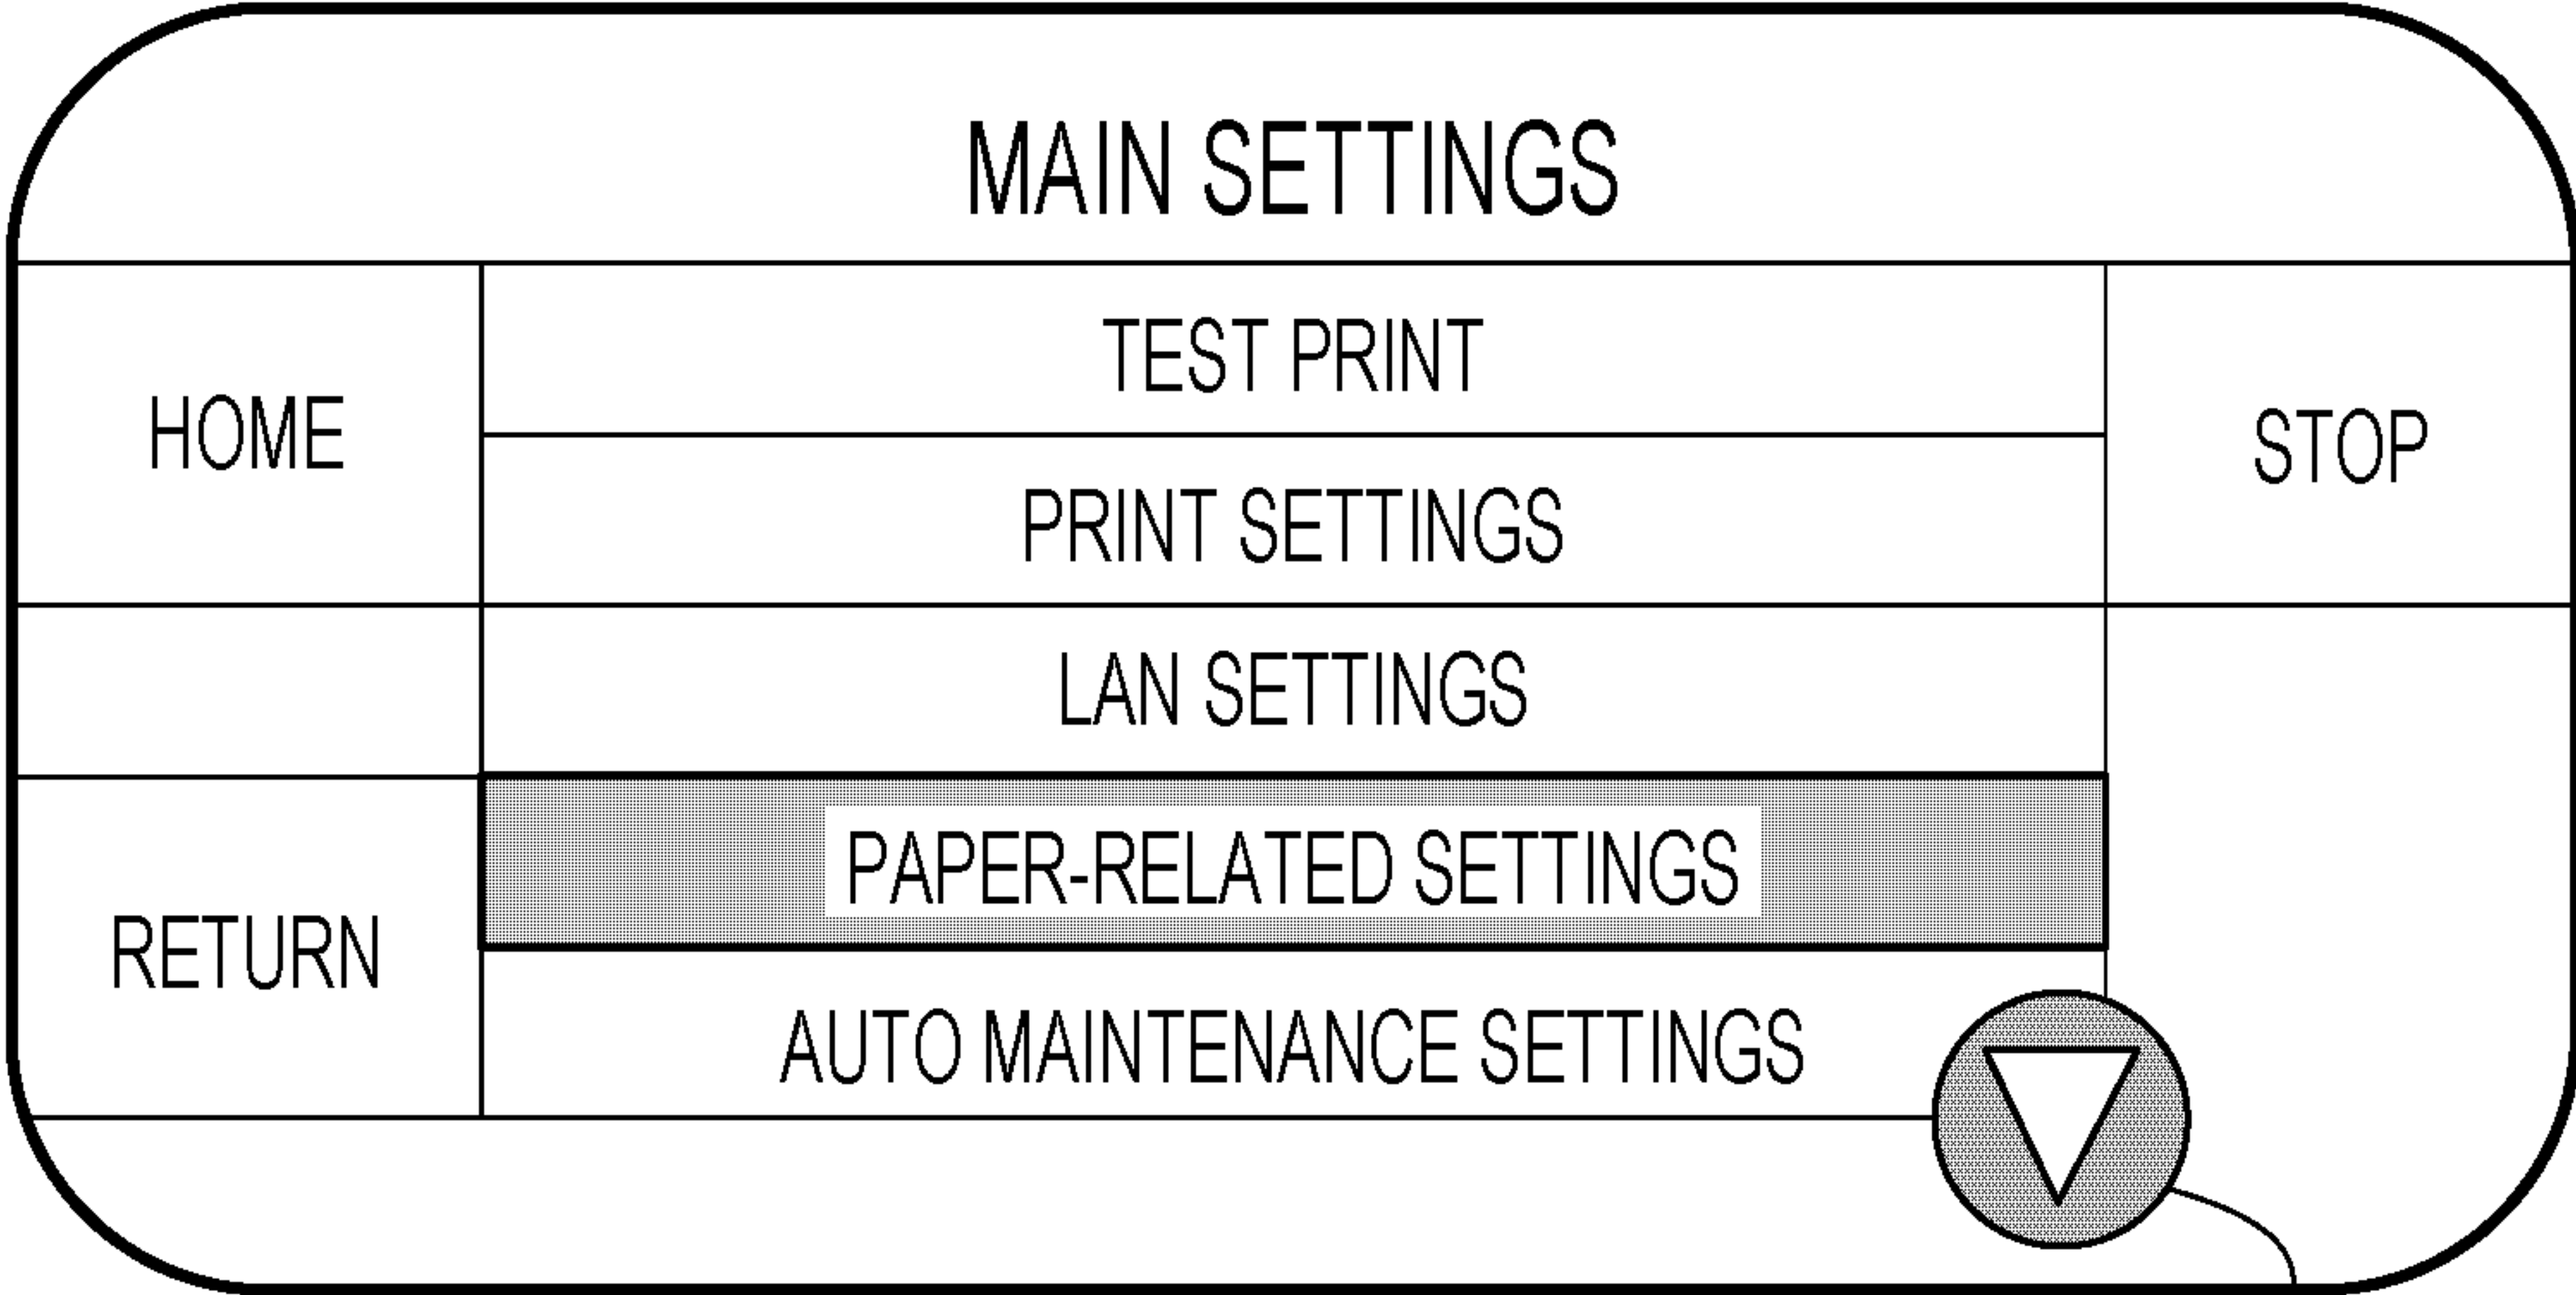 MAIN SETTINGS
TEST PRINT
HOME
STOP
PRINT SETTINGS
LAN SETTINGS
PAPER-RELATED SETTINGS
RETURN
AUTO MAINTENANCE SETTINGS